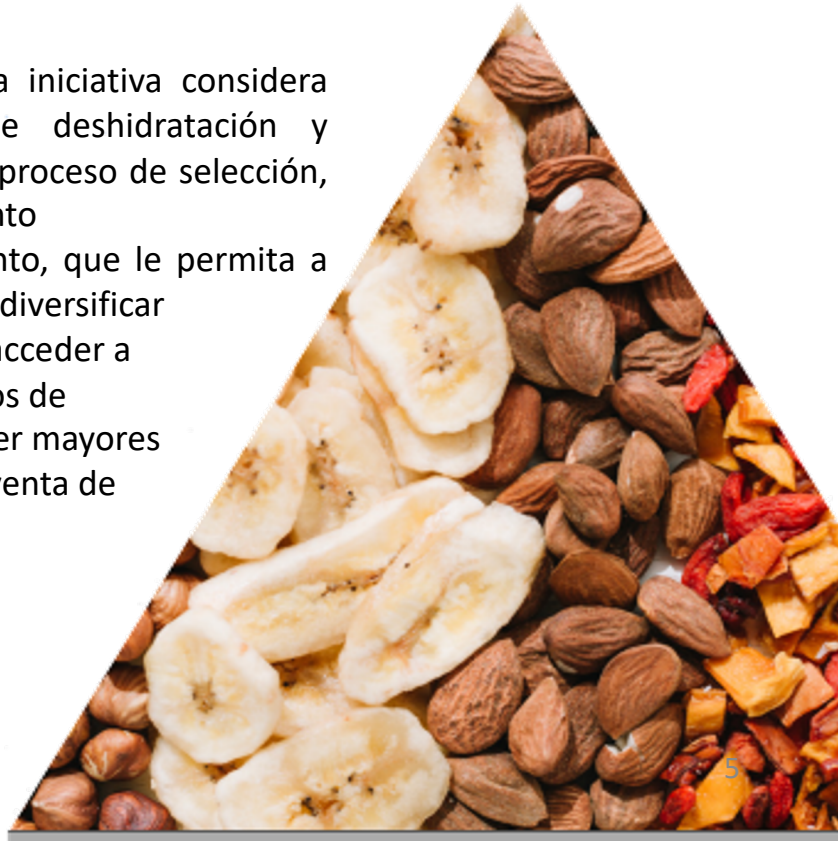 a iniciativa considera
e deshidratación y
proceso de selección,
nto
nto, que le permita a
diversificar
acceder a
os de
er mayores
venta de
5